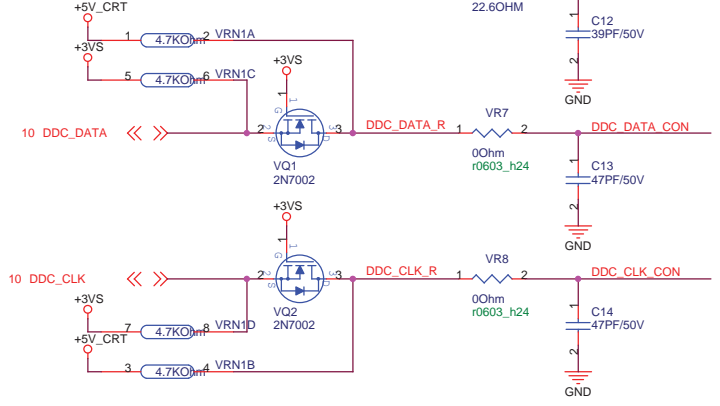 +5V_CRT
22.6OHM
1
C12
39PF/50V
2
GND
1 4.7KOhm 2 VRN1A
+3VS
5 4.7KOhm 6 VRN1C
+3VS
1
G
10 DDC_DATA
2 S
3 D
DDC_DATA_R
VR7
1 2
DDC_DATA_CON
VQ1
2N7002
0Ohm
r0603_h24
1
C13
47PF/50V
2
GND
+3VS
1
G
10 DDC_CLK
2 S
3 D
DDC_CLK_R
VR8
1 2
DDC_CLK_CON
VQ2
2N7002
0Ohm
r0603_h24
1
C14
47PF/50V
2
GND
+3VS
7 4.7KOhm 8 VRN1D
+5V_CRT
3 4.7KOhm 4 VRN1B